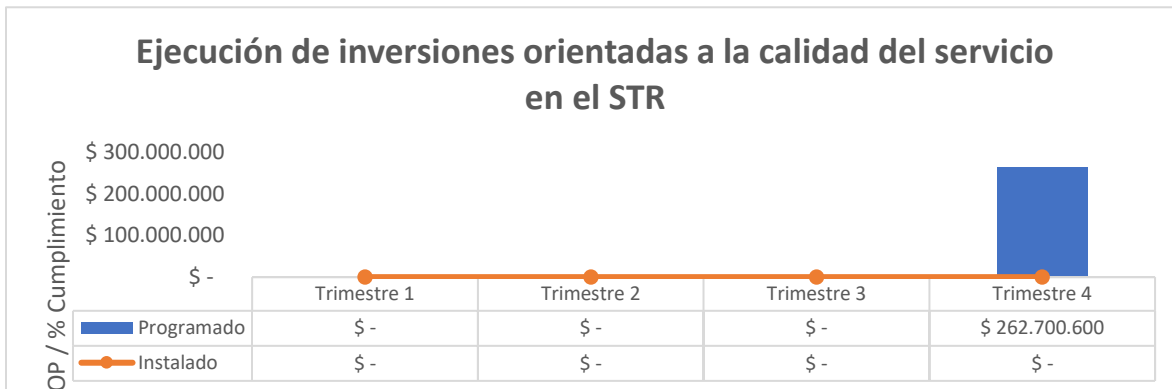 Ejecución de inversiones orientadas a la calidad del servicio
en el STR
OP / % Cumplimiento
$ 300.000.000
$ 200.000.000
$ 100.000.000
$ -
Trimestre 1 Trimestre 2 Trimestre 3 Trimestre 4
Programado $ - $ - $ - $ 262.700.600
Instalado $ - $ - $ - $ -